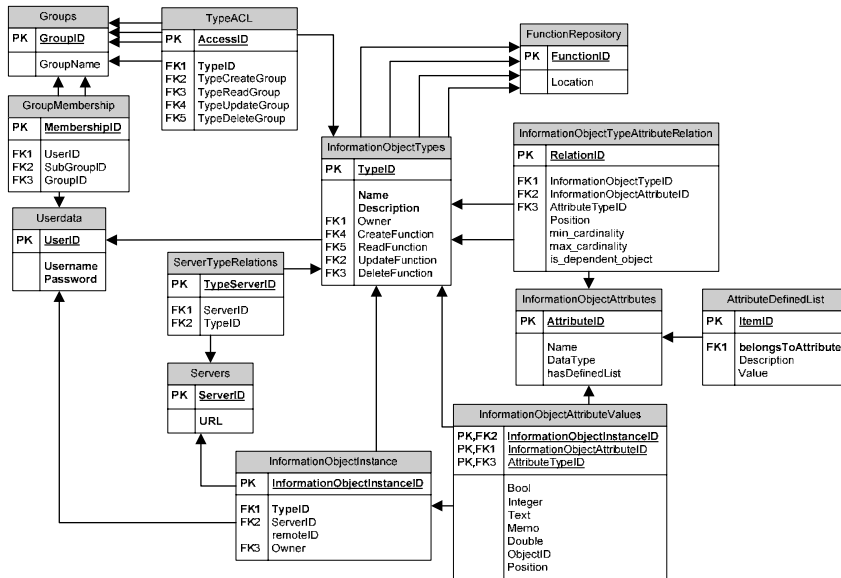 Groups
PK GroupID
GroupName
TypeACL
PK AccessID
FK1 TypeID
FK2 TypeCreateGroup
FK3 TypeReadGroup
FK4 TypeUpdateGroup
FK5 TypeDeleteGroup
FunctionRepository
PK FunctionID
Location
GroupMembership
PK MembershipID
FK1 UserID
FK2 SubGroupID
FK3 GroupID
InformationObjectTypes
PK TypeID
Name
Description
FK1 Owner
FK4 CreateFunction
FK5 ReadFunction
FK2 UpdateFunction
FK3 DeleteFunction
InformationObjectTypeAttributeRelation
PK RelationID
FK1 InformationObjectTypeID
FK2 InformationObjectAttributeID
FK3 AttributeTypeID
Position
min_cardinality
max_cardinality
is_dependent_object
Userdata
PK UserID
Username
Password
ServerTypeRelations
PK TypeServerID
FK1 ServerID
FK2 TypeID
InformationObjectAttributes
PK AttributeID
Name
DataType
hasDefinedList
AttributeDefinedList
PK ItemID
FK1 belongsToAttribute
Description
Value
Servers
PK ServerID
URL
InformationObjectInstance
PK InformationObjectInstanceID
FK1 TypeID
FK2 ServerID
remoteID
FK3 Owner
InformationObjectAttributeValues
PK,FK2 InformationObjectInstanceID
PK,FK1 InformationObjectAttributeID
PK,FK3 AttributeTypeID
Bool
Integer
Text
Memo
Double
ObjectID
Position